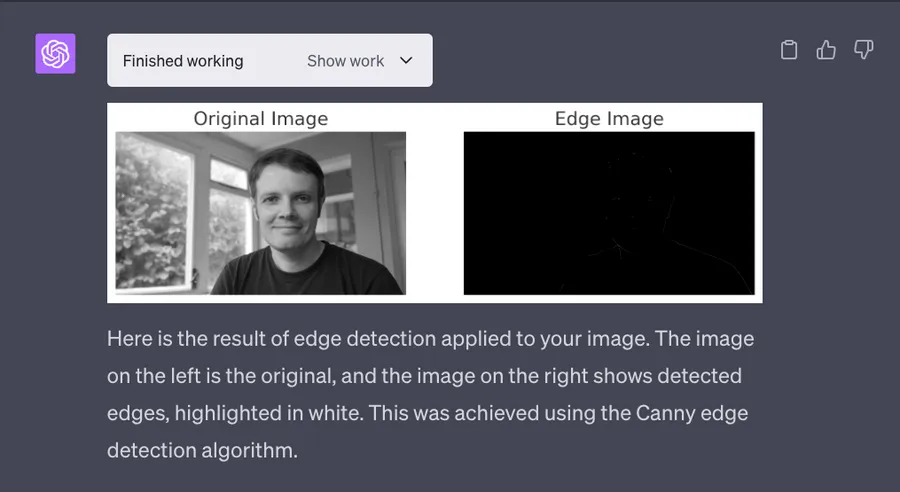 Finished working Show work
Original Image Edge Image
Here is the result of edge detection applied to your image. The image
on the left is the original, and the image on the right shows detected
edges, highlighted in white. This was achieved using the Canny edge
detection algorithm.